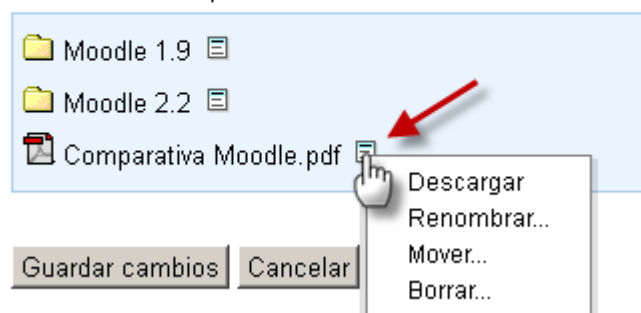 Moodle 1.9
Moodle 2.2
Comparativa Moodle.pdf
Descargar
Renombrar...
Mover...
Borrar...
Guardar cambios
Cancelar